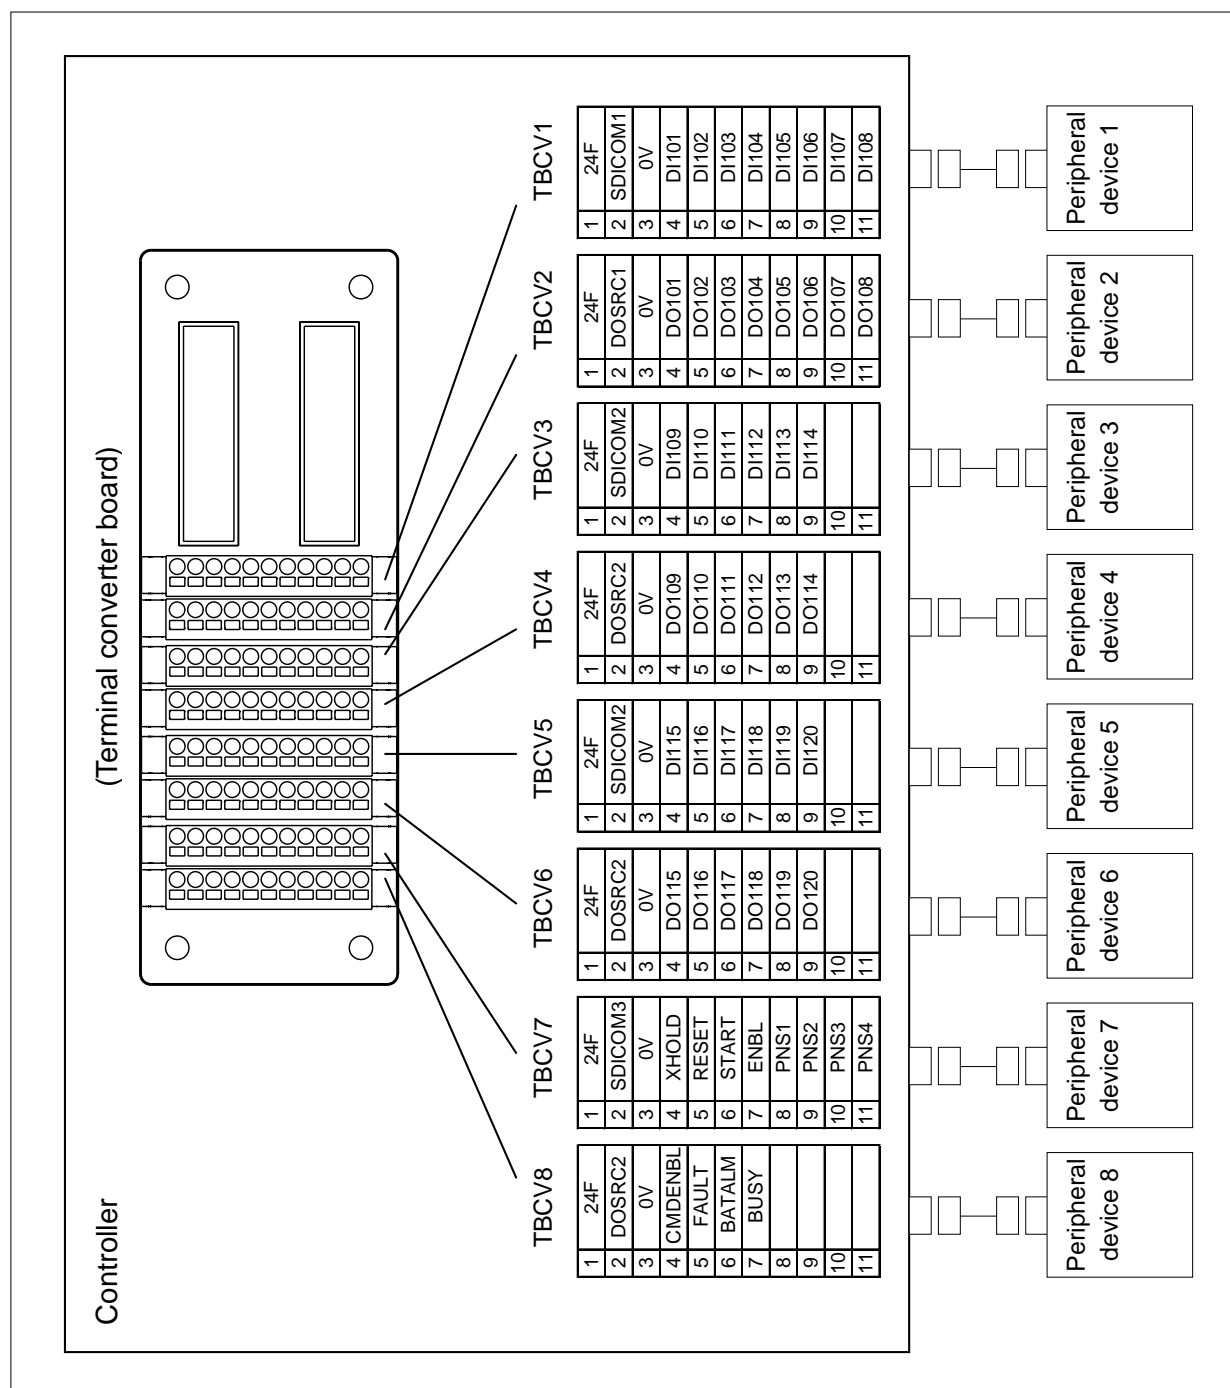 Controller
(Terminal converter board)
TBCV8
1 24F
2 DOSRC2
3 0V
4 CMDENBL
5 FAULT
6 BATALM
7 BUSY
8
9
10
11
TBCV7
1 24F
2 SDICOM3
3 0V
4 XHOLD
5 RESET
6 START
7 ENBL
8 PNS1
9 PNS2
10 PNS3
11 PNS4
TBCV6
1 24F
2 DOSRC2
3 0V
4 DO115
5 DO116
6 DO117
7 DO118
8 DO119
9 DO120
10
11
TBCV5
1 24F
2 SDICOM2
3 0V
4 DI115
5 DI116
6 DI117
7 DI118
8 DI119
9 DI120
10
11
TBCV4
1 24F
2 DOSRC2
3 0V
4 DO109
5 DO110
6 DO111
7 DO112
8 DO113
9 DO114
10
11
TBCV3
1 24F
2 SDICOM2
3 0V
4 DI109
5 DI110
6 DI111
7 DI112
8 DI113
9 DI114
10
11
TBCV2
1 24F
2 DOSRC1
3 0V
4 DO101
5 DO102
6 DO103
7 DO104
8 DO105
9 DO106
10 DO107
11 DO108
TBCV1
1 24F
2 SDICOM1
3 0V
4 DI101
5 DI102
6 DI103
7 DI104
8 DI105
9 DI106
10 DI107
11 DI108
Peripheral
device 8
Peripheral
device 7
Peripheral
device 6
Peripheral
device 5
Peripheral
device 4
Peripheral
device 3
Peripheral
device 2
Peripheral
device 1